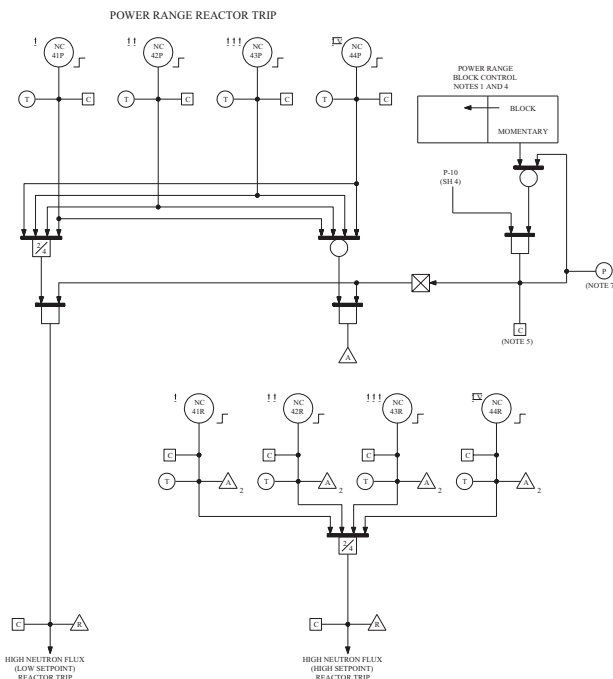 POWER RANGE REACTOR TRIP
! NC 41P
!! NC 42P
!!! NC 43P
IV NC 44P
T C T C T C T C
POWER RANGE
BLOCK CONTROL
NOTES 1 AND 4
BLOCK
MOMENTARY
P-10
(SH 4)
2/4
P
(NOTE 7
C
(NOTE 5)
A
! NC 41R
!! NC 42R
!!! NC 43R
IV NC 44R
C C C C
T A 2 T A 2 T A 2 T A 2
2/4
C R
C R
HIGH NEUTRON FLUX
(LOW SETPOINT)
REACTOR TRIP
HIGH NEUTRON FLUX
(HIGH SETPOINT)
REACTOR TRIP